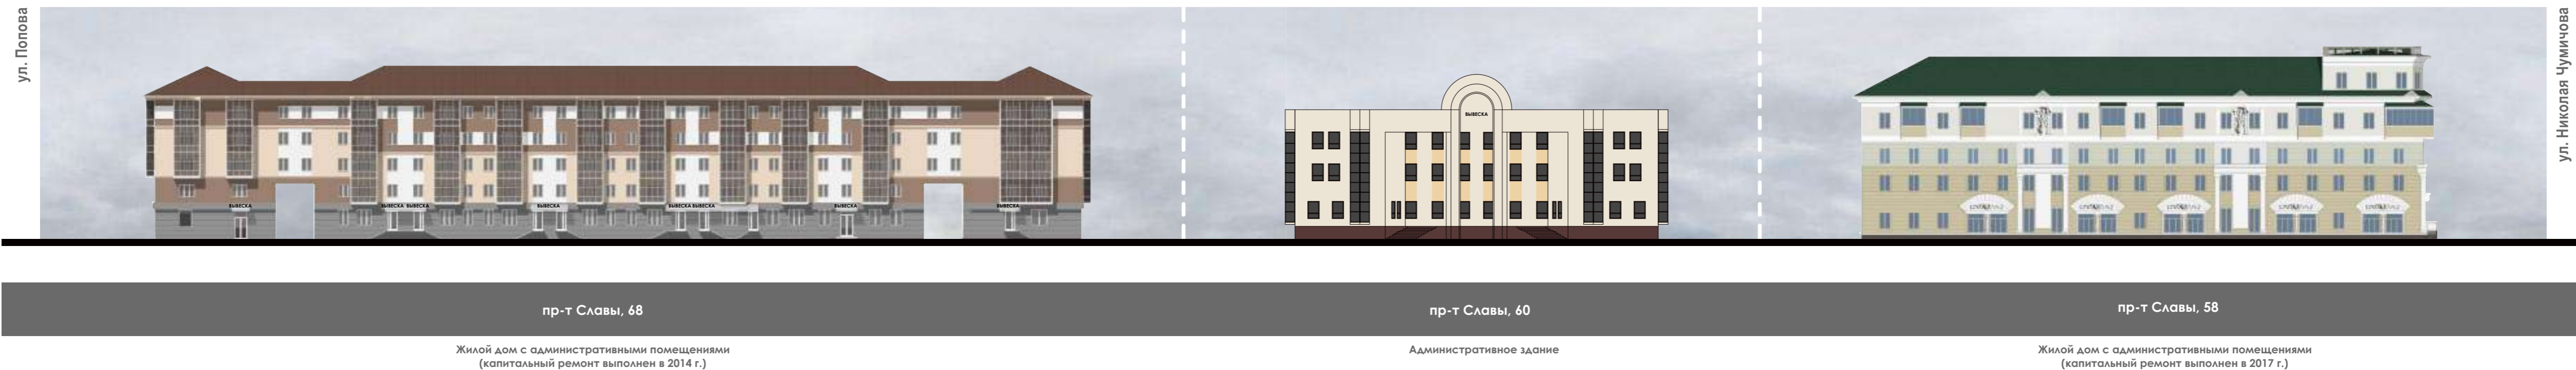 ул. Попова
ул. Николая Чумичова
ВЫВЕСКА
ВЫВЕСКА
ВЫВЕСКА ВЫВЕСКА
ВЫВЕСКА
ВЫВЕСКА ВЫВЕСКА
ВЫВЕСКА
ВЫВЕСКА
пр-т Славы, 68
пр-т Славы, 60
пр-т Славы, 58
Жилой дом с административными помещениями
(капитальный ремонт выполнен в 2014 г.)
Административное здание
Жилой дом с административными помещениями
(капитальный ремонт выполнен в 2017 г.)